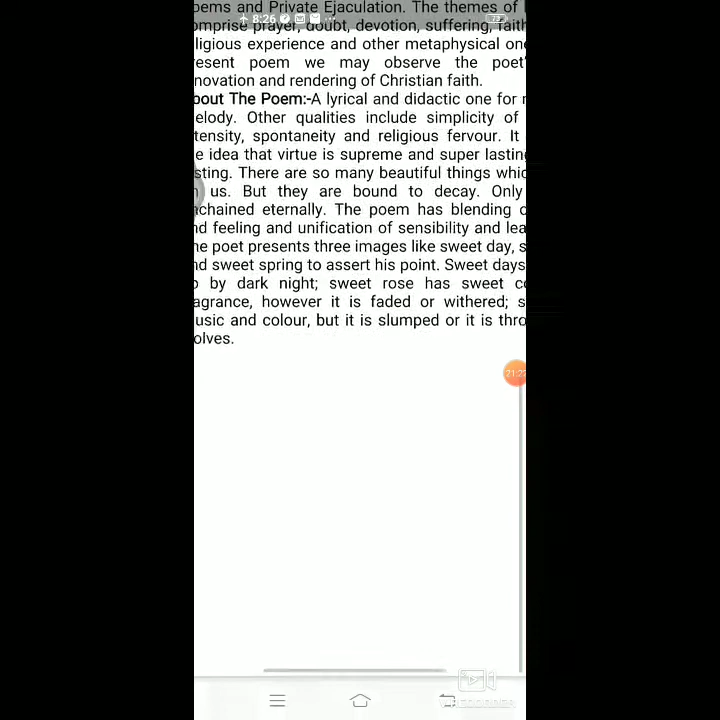 oems and Private Ejaculation. The themes of
8:26
73
omprise prayer, doubt, devotion, suffering, faith
ligious experience and other metaphysical on
resent poem we may observe the poet'
novation and rendering of Christian faith.
bout The Poem:-A lyrical and didactic one for
elody. Other qualities include simplicity of
tensity, spontaneity and religious fervour. It
e idea that virtue is supreme and super lasting
sting. There are so many beautiful things whic
us. But they are bound to decay. Only
chained eternally. The poem has blending
nd feeling and unification of sensibility and lea
he poet presents three images like sweet day, s
nd sweet spring to assert his point. Sweet days
by dark night; sweet rose has sweet co
agrance, however it is faded or withered; s
usic and colour, but it is slumped or it is thro
olves.
RECORDER